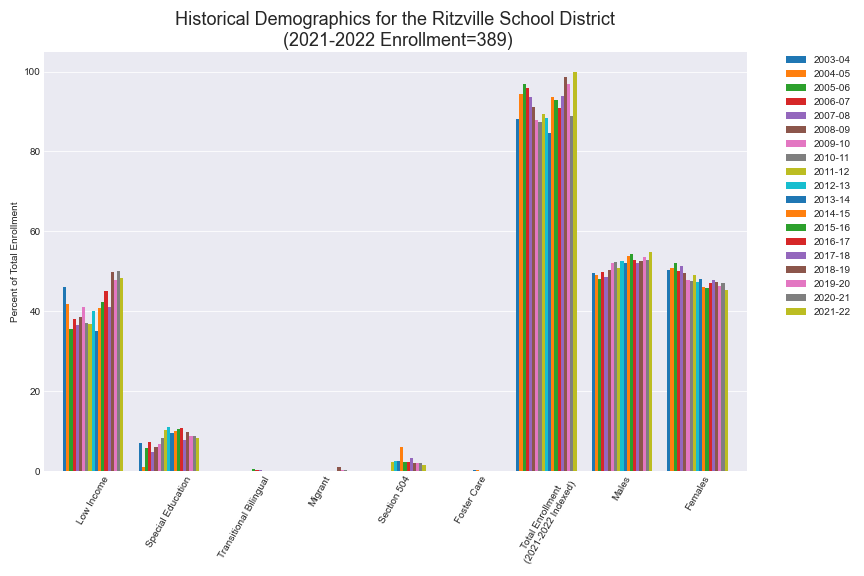 Historical Demographics for the Ritzville School District
(2021-2022 Enrollment=389)
Percent of Total Enrollment
100
80
60
40
20
0
Low Income
Special Education
Transitional Bilingual
Migrant
Section 504
Foster Care
Total Enrollment
(2021-2022 Indexed)
Males
Females
2003-04
2004-05
2005-06
2006-07
2007-08
2008-09
2009-10
2010-11
2011-12
2012-13
2013-14
2014-15
2015-16
2016-17
2017-18
2018-19
2019-20
2020-21
2021-22